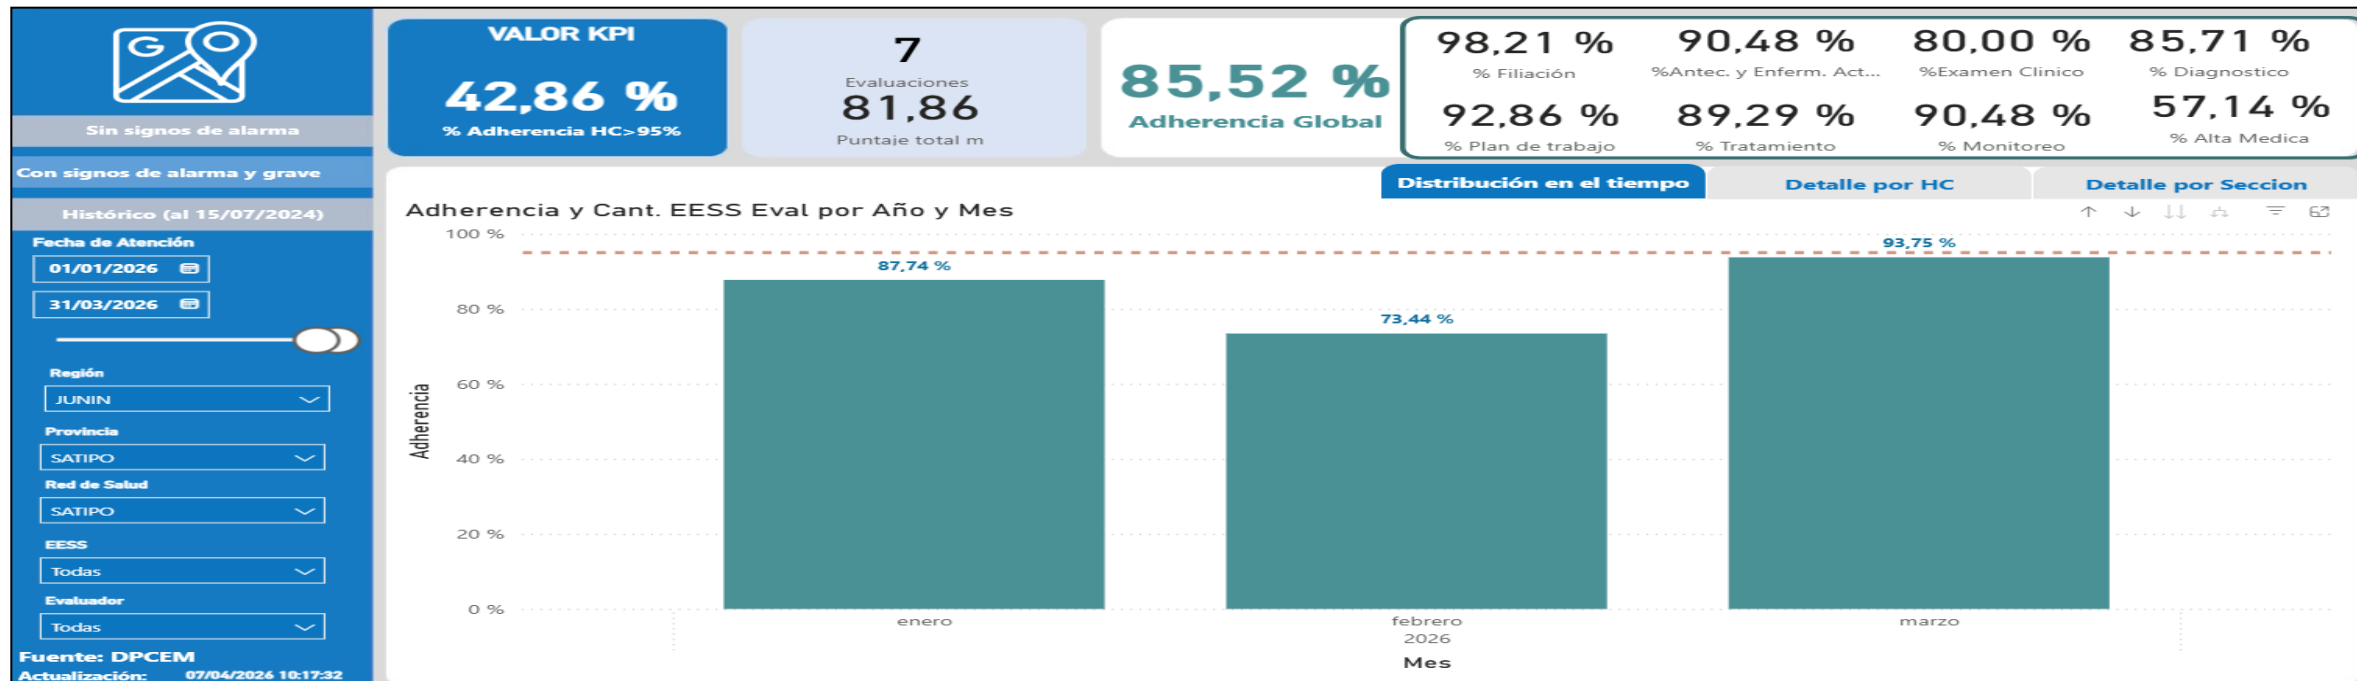 G
Sin signos de alarma
Con signos de alarma y grave
Histórico (al 15/07/2024)
Fecha de Atención
01/01/2026
31/03/2026
Región
JUNIN
Provincia
SATIPO
Red de Salud
SATIPO
EESS
Todas
Evaluador
Todas
Fuente: DPCEM
Actualización: 07/04/2026 10:17:32
VALOR KPI
42,86 %
% Adherencia HC>95%
7
Evaluaciones
81,86
Puntaje total m
85,52 %
Adherencia Global
98,21 % 90,48 % 80,00 % 85,71 %
% Filiación %Antec. y Enferm. Act... %Examen Clinico % Diagnostico
92,86 % 89,29 % 90,48 % 57,14 %
% Plan de trabajo % Tratamiento % Monitoreo % Alta Medica
Distribución en el tiempo Detalle por HC Detalle por Seccion
Adherencia y Cant. EESS Eval por Año y Mes
100 %
80 %
60 %
40 %
20 %
0 %
Adherencia
87,74 %
73,44 %
93,75 %
enero febrero marzo
2026
Mes